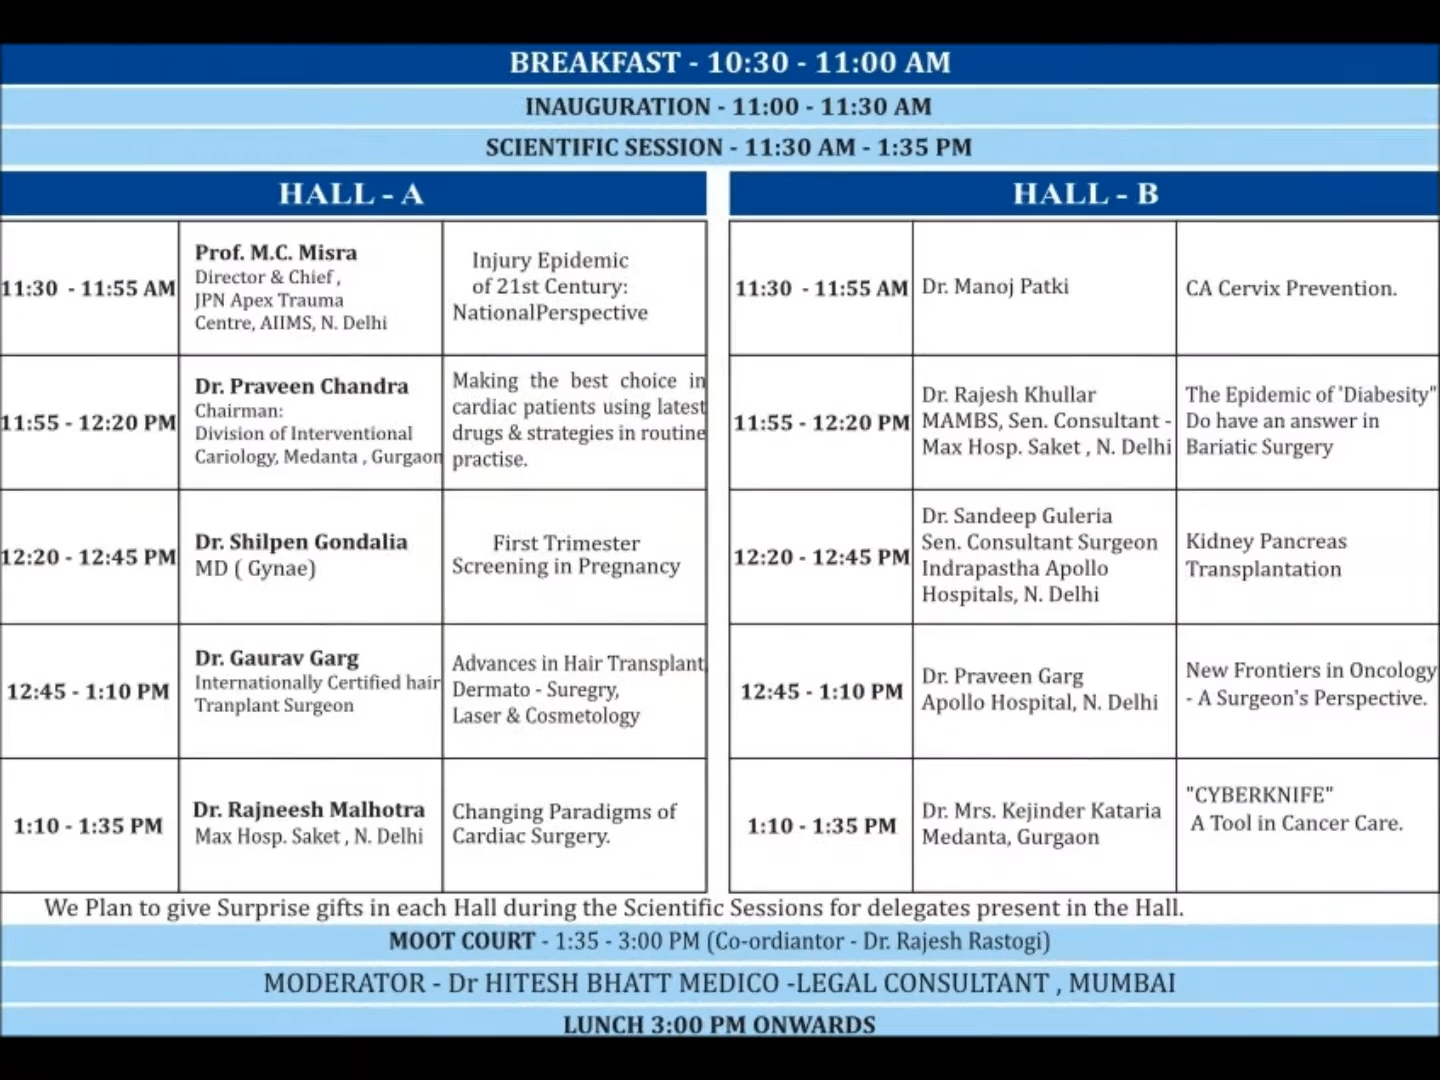 BREAKFAST - 10:30 - 11:00 AM
INAUGURATION - 11:00 - 11:30 AM
SCIENTIFIC SESSION - 11:30 AM - 1:35 PM
HALL - A
11:30 - 11:55 AM
Prof. M.C. Misra
Director & Chief ,
JPN Apex Trauma
Centre, AIIMS, N. Delhi
Injury Epidemic
of 21st Century:
NationalPerspective
11:55 - 12:20 PM
Dr. Praveen Chandra
Chairman:
Division of Interventional
Cariology, Medanta , Gurgaon
Making the best choice in
cardiac patients using latest
drugs & strategies in routine
practise.
12:20 - 12:45 PM
Dr. Shilpen Gondalia
MD ( Gynae)
First Trimester
Screening in Pregnancy
12:45 - 1:10 PM
Dr. Gaurav Garg
Internationally Certified hair
Tranplant Surgeon
Advances in Hair Transplant,
Dermato - Suregry,
Laser & Cosmetology
1:10 - 1:35 PM
Dr. Rajneesh Malhotra
Max Hosp. Saket , N. Delhi
Changing Paradigms of
Cardiac Surgery.
HALL - B
11:30 - 11:55 AM
Dr. Manoj Patki
CA Cervix Prevention.
11:55 - 12:20 PM
Dr. Rajesh Khullar
MAMBS, Sen. Consultant -
Max Hosp. Saket , N. Delhi
The Epidemic of 'Diabesity"
Do have an answer in
Bariatic Surgery
12:20 - 12:45 PM
Dr. Sandeep Guleria
Sen. Consultant Surgeon
Indrapastha Apollo
Hospitals, N. Delhi
Kidney Pancreas
Transplantation
12:45 - 1:10 PM
Dr. Praveen Garg
Apollo Hospital, N. Delhi
New Frontiers in Oncology
- A Surgeon's Perspective.
1:10 - 1:35 PM
Dr. Mrs. Kejinder Kataria
Medanta, Gurgaon
"CYBERKNIFE"
A Tool in Cancer Care.
We Plan to give Surprise gifts in each Hall during the Scientific Sessions for delegates present in the Hall.
MOOT COURT - 1:35 - 3:00 PM (Co-ordiantor - Dr. Rajesh Rastogi)
MODERATOR - Dr HITESH BHATT MEDICO -LEGAL CONSULTANT , MUMBAI
LUNCH 3:00 PM ONWARDS